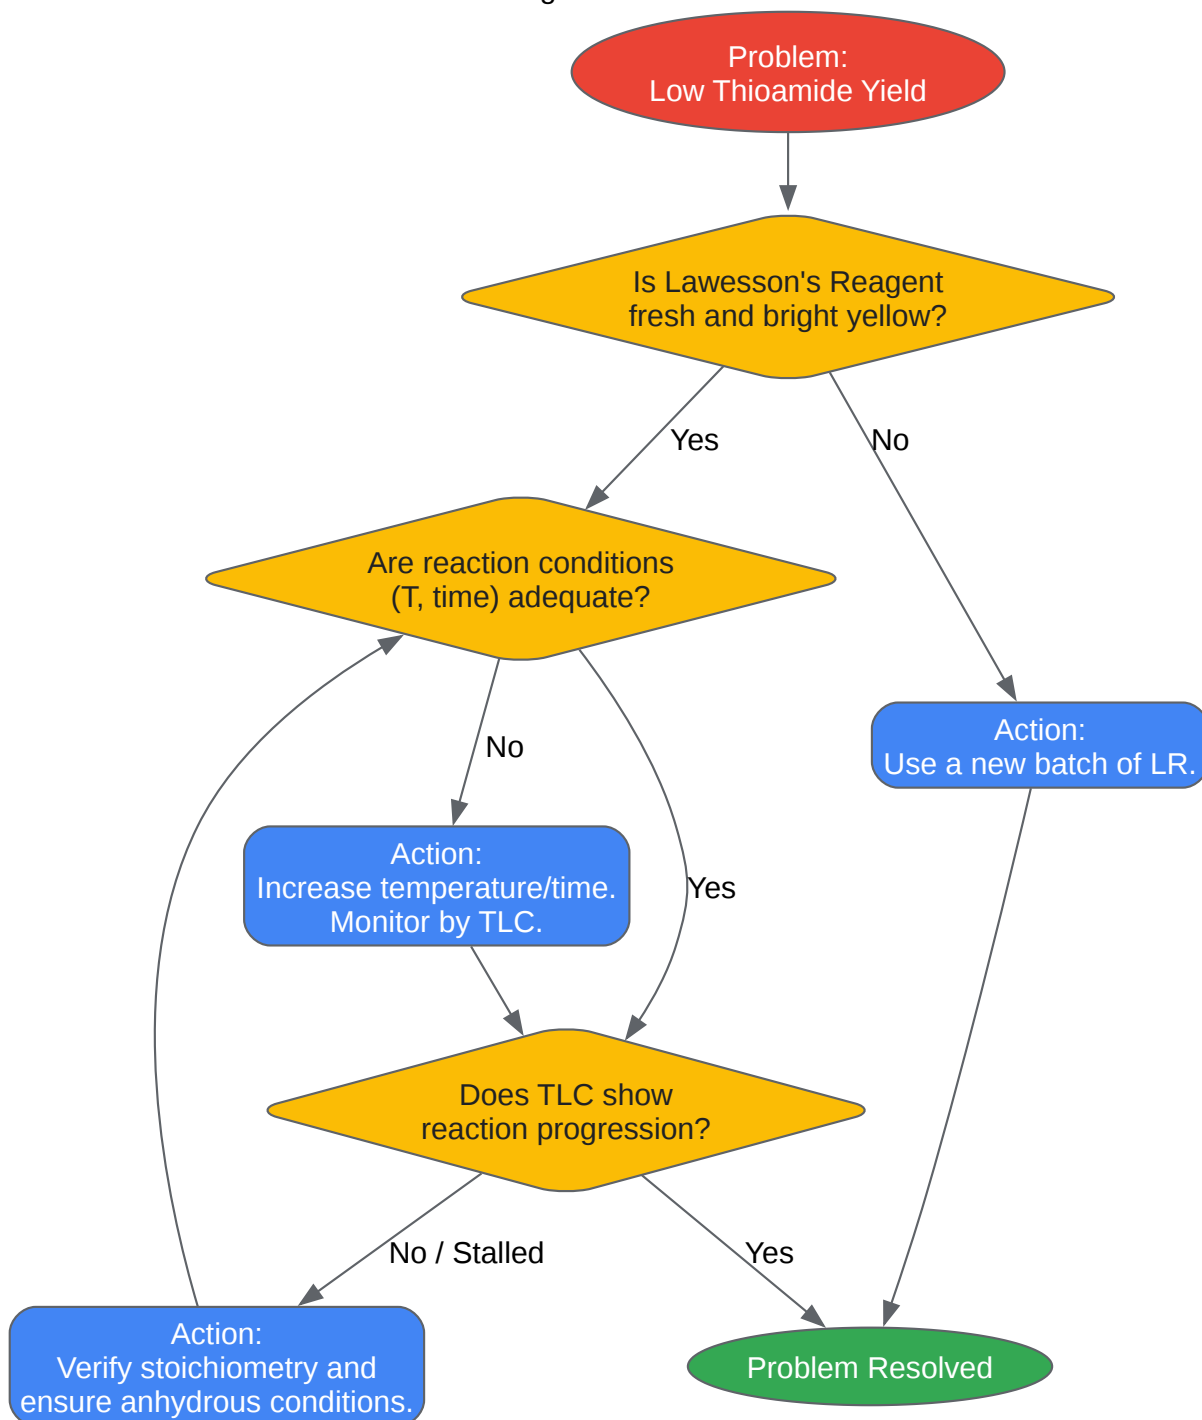 Problem:
Low Thioamide Yield
Is Lawesson's Reagent
fresh and bright yellow?
Yes
No
Are reaction conditions
(T, time) adequate?
Action:
Use a new batch of LR.
No
Action:
Increase temperature/time.
Monitor by TLC.
Yes
Does TLC show
reaction progression?
No / Stalled
Yes
Action:
Verify stoichiometry and
ensure anhydrous conditions.
Problem Resolved